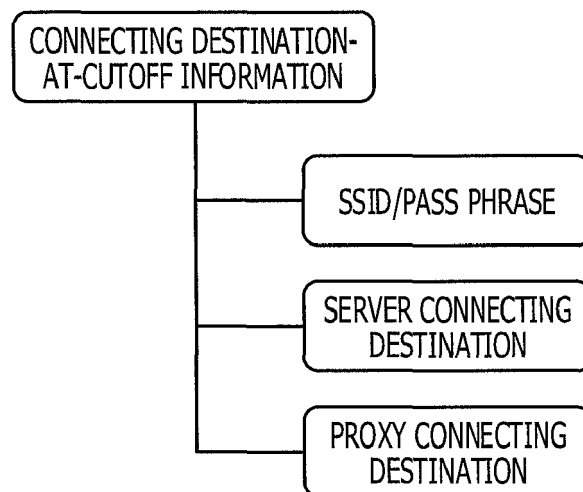 CONNECTING DESTINATION-
AT-CUTOFF INFORMATION
SSID/PASS PHRASE
SERVER CONNECTING
DESTINATION
PROXY CONNECTING
DESTINATION